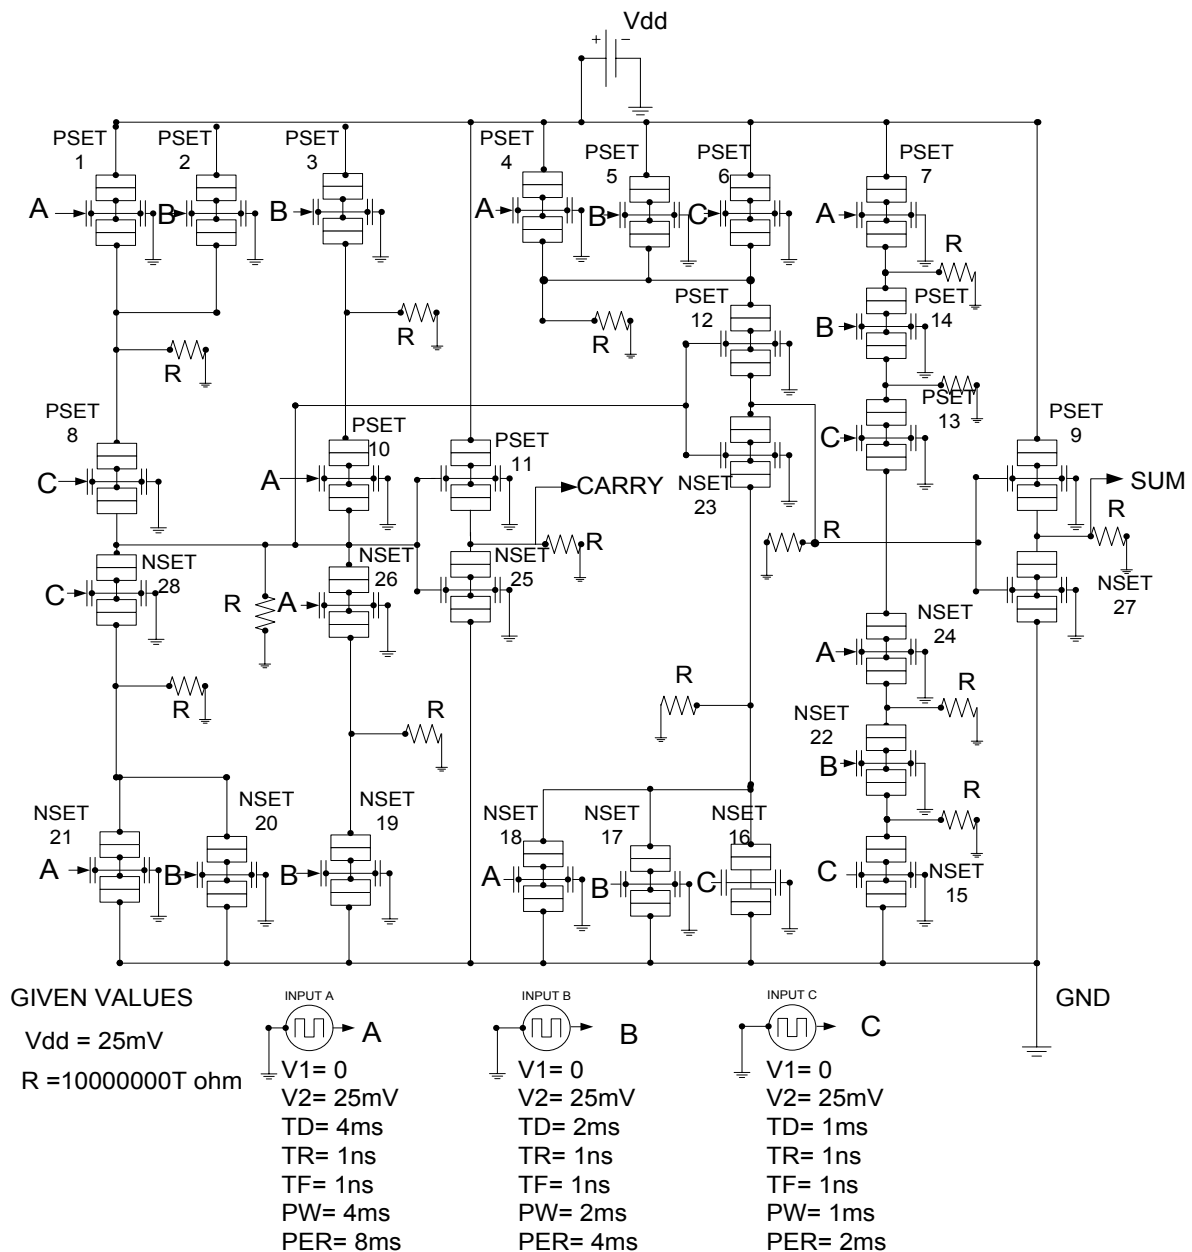 Vdd
+ −
PSET 1
PSET 2
PSET 3
PSET 4
PSET 5
PSET 6
PSET 7
A
B
B
A
B
C
A
R
PSET 12
PSET 14
B
R
R
R
PSET 13
PSET 8
PSET 10
PSET 11
PSET 9
C
A
C
CARRY
NSET 23
SUM
R
R
R
NSET 28
NSET 26
NSET 25
NSET 27
C
R
A
NSET 24
A
R
R
R
R
NSET 22
B
R
NSET 21
NSET 20
NSET 19
NSET 18
NSET 17
NSET 16
A
B
B
A
B
C
C
NSET 15
GIVEN VALUES
Vdd = 25mV
R =10000000T ohm
INPUT A
A
V1= 0
V2= 25mV
TD= 4ms
TR= 1ns
TF= 1ns
PW= 4ms
PER= 8ms
INPUT B
B
V1= 0
V2= 25mV
TD= 2ms
TR= 1ns
TF= 1ns
PW= 2ms
PER= 4ms
INPUT C
C
V1= 0
V2= 25mV
TD= 1ms
TR= 1ns
TF= 1ns
PW= 1ms
PER= 2ms
GND